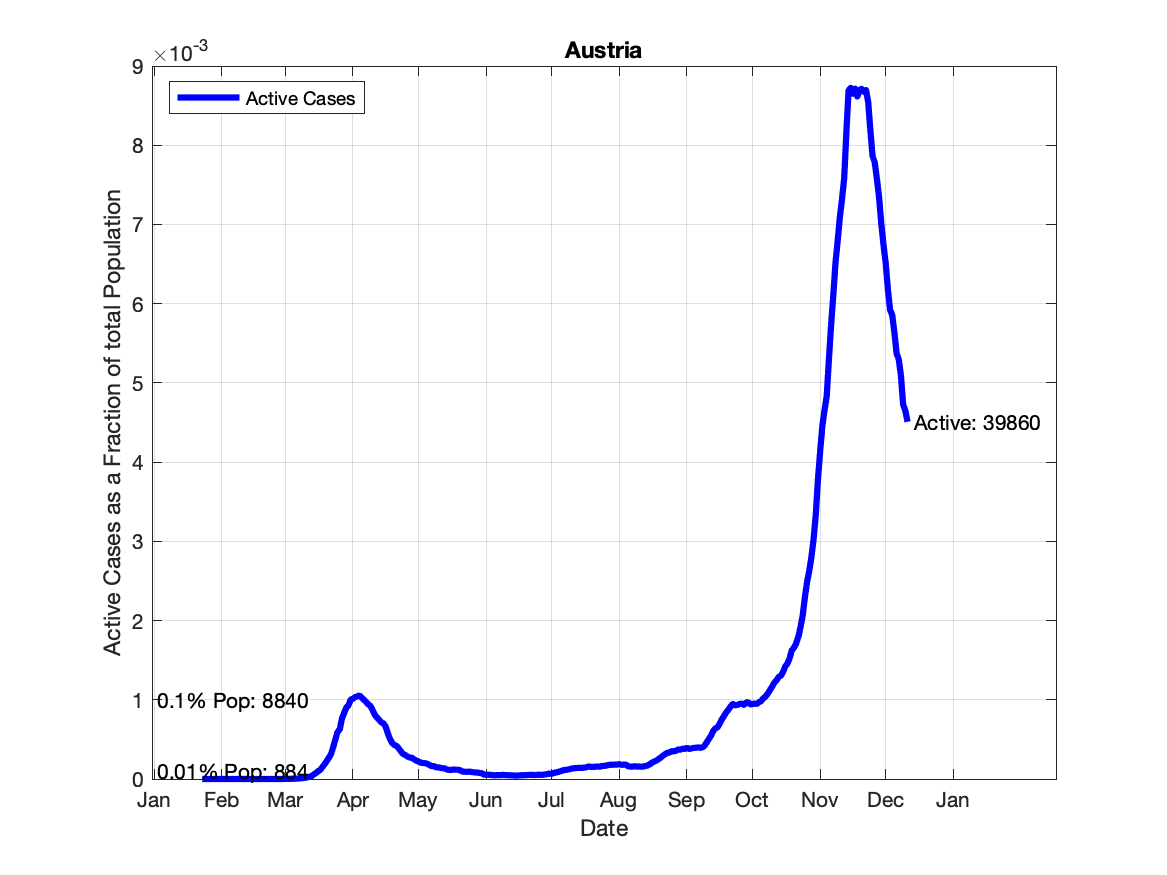 Austria
×10-3
Active Cases
9
8
7
6
5
4
3
2
1
0
Active Cases as a Fraction of total Population
Active: 39860
0.1% Pop: 8840
0.01% Pop: 884
Jan Feb Mar Apr May Jun Jul Aug Sep Oct Nov Dec Jan
Date